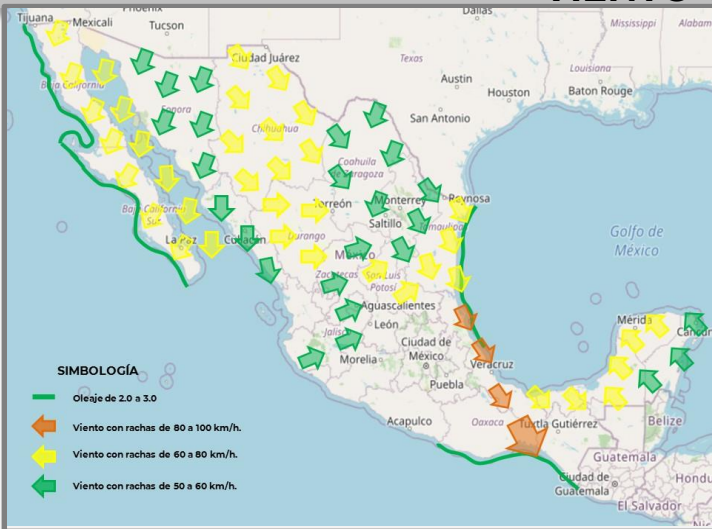 Dallas
Tijuana
Mexicali
Tucson
Mississippi
Alabam
Ciudad Juárez
Texas
Louisiana
Baja California
Austin
Baton Rouge
Houston
Sonora
San Antonio
Chihuahua
Coahuila
de Zaragoza
Torreón
Monterrey
Reynosa
Baja California
Sur
Saltillo
Tamaulipas
Golfo de
México
La Paz
Culiacán
Durango
México
Zacatecas
San Luis
Potosí
Aguascalientes
Mérida
Cancún
León
Jalisco
Ciudad de
México
Morelia
Veracruz
Puebla
SIMBOLOGÍA
Oleaje de 2.0 a 3.0
Acapulco
Oaxaca
Tuxtla Gutiérrez
Belize
Viento con rachas de 80 a 100 km/h.
Viento con rachas de 60 a 80 km/h.
Guatemala
Ciudad de
Guatemala
Hondu
Viento con rachas de 50 a 60 km/h.
El Salvador